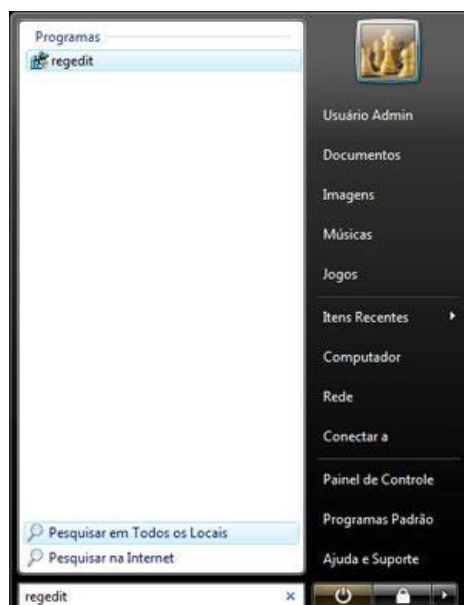 Programas
regedit
Pesquisar em Todos os Locais
Pesquisar na Internet
regedit
Usuário Admin
Documentos
Imagens
Músicas
Jogos
Itens Recentes
Computador
Rede
Conectar a
Painel de Controle
Programas Padrão
Ajuda e Suporte